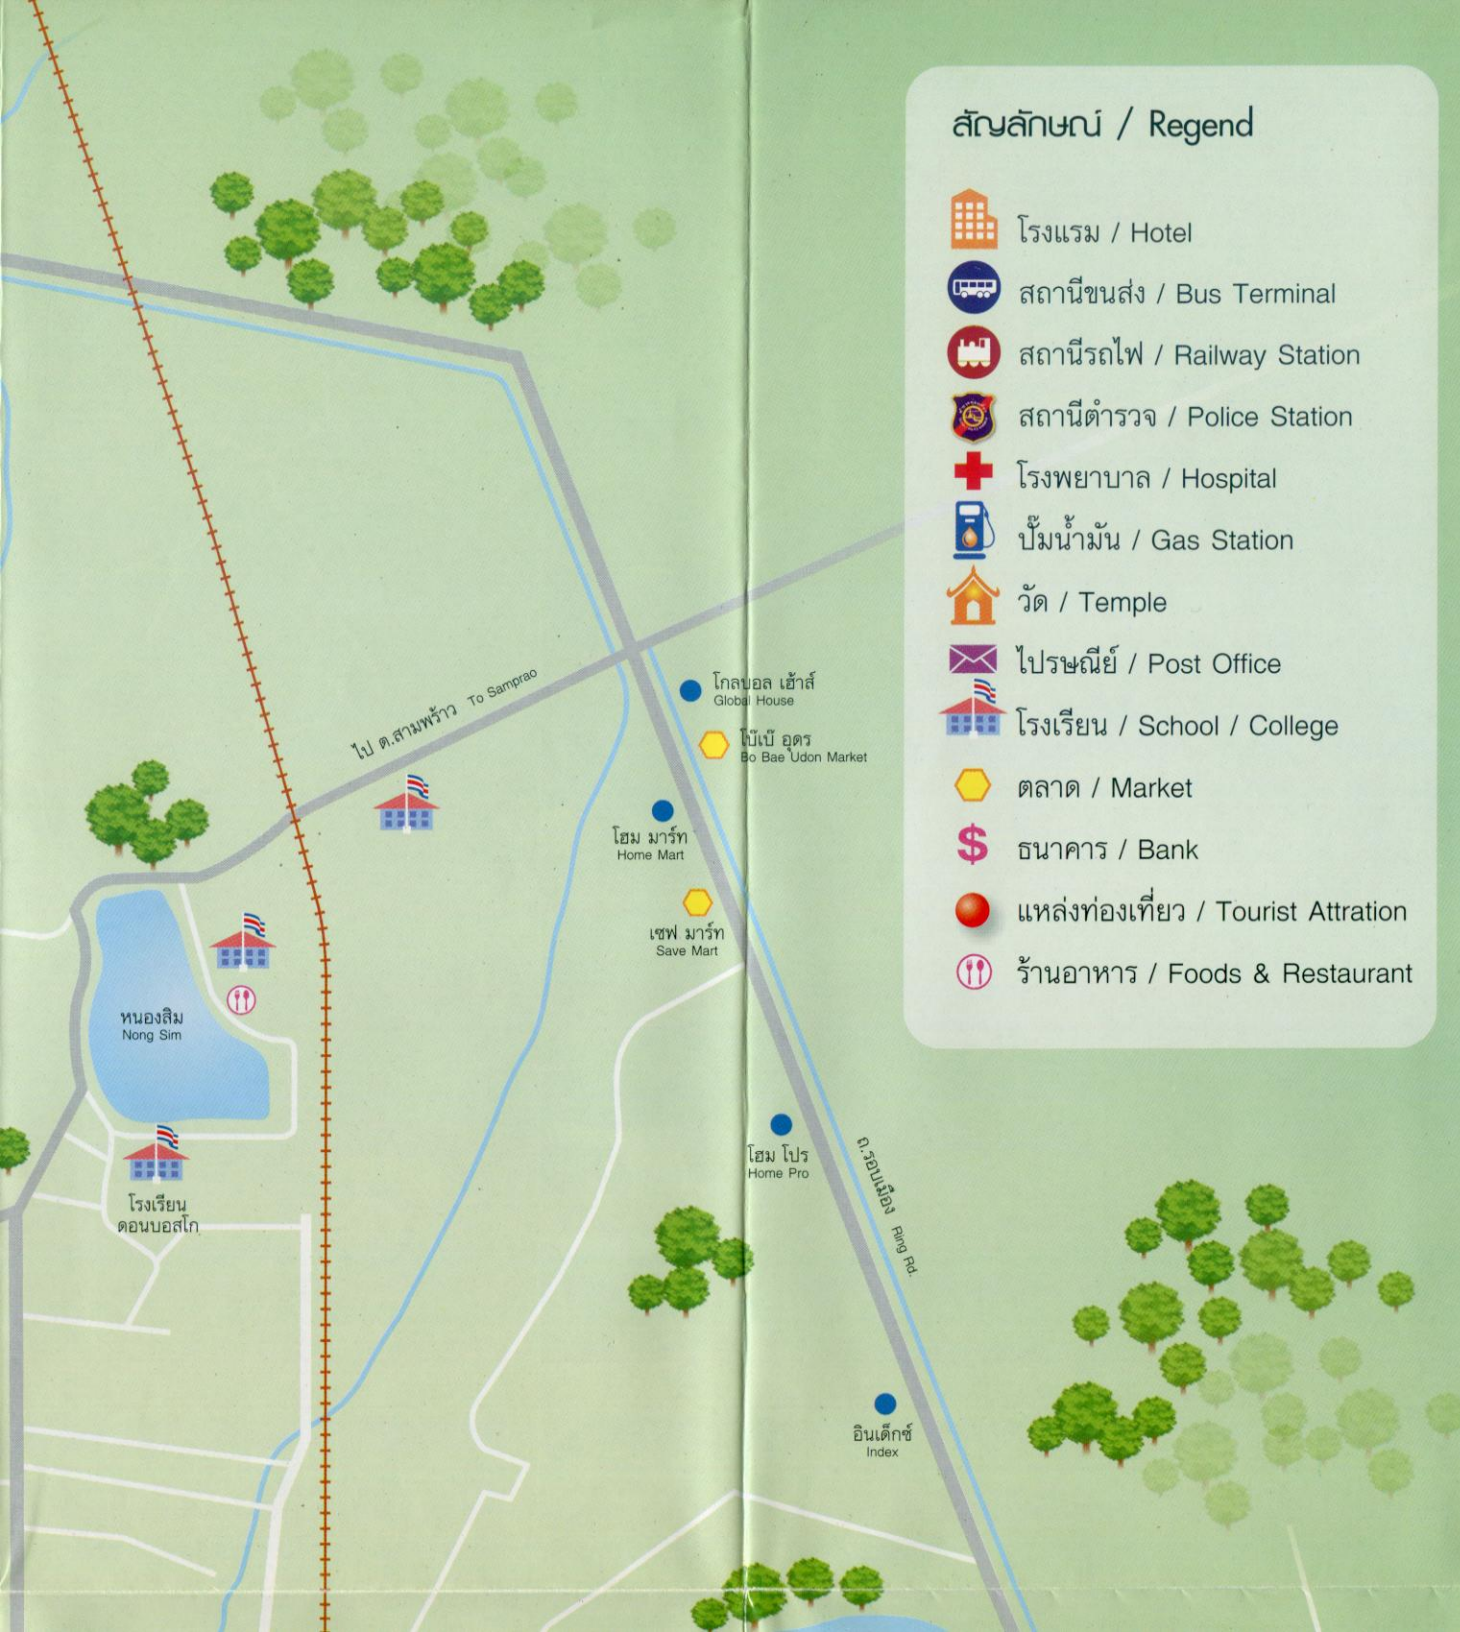 สัญลักษณ์ / Regend
โรงแรม / Hotel
สถานีขนส่ง / Bus Terminal
สถานีรถไฟ / Railway Station
สถานีตำรวจ / Police Station
โรงพยาบาล / Hospital
ปั๊มน้ำมัน / Gas Station
วัด / Temple
ไปรษณีย์ / Post Office
โรงเรียน / School / College
ตลาด / Market
$ ธนาคาร / Bank
แหล่งท่องเที่ยว / Tourist Attration
ร้านอาหาร / Foods & Restaurant
ไป ต.สามพร้าว To Samprao
โกลบอล เฮ้าส์
Global House
โบ๊เบ๊ อุดร
Bo Bae Udon Market
โฮม มาร์ท
Home Mart
เซฟ มาร์ท
Save Mart
หนองสิม
Nong Sim
โรงเรียน
ดอนบอสโก
โฮม โปร
Home Pro
ถ.รอบเมือง Ring Rd.
อินเด็กซ์
Index